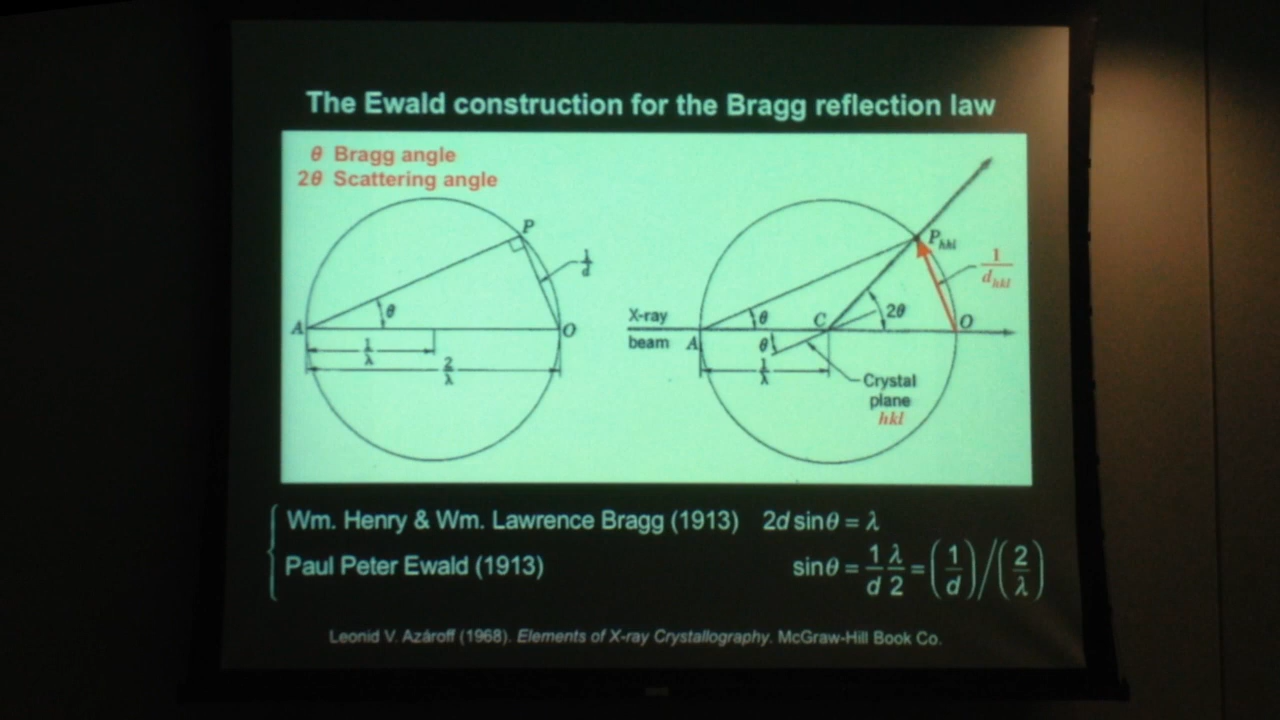 The Ewald construction for the Bragg reflection law
θ Bragg angle
2θ Scattering angle
P
1/d
θ
A
O
1/λ
2/λ
P_hkl
1/d_hkl
X-ray
beam
θ
C
2θ
O
A
θ
1/λ
Crystal
plane
hkl
Wm. Henry & Wm. Lawrence Bragg (1913) 2d sinθ = λ
Paul Peter Ewald (1913) sinθ = 1/d λ/2 = (1/d)/(2/λ)
Leonid V. Azároff (1968). Elements of X-ray Crystallography. McGraw-Hill Book Co.